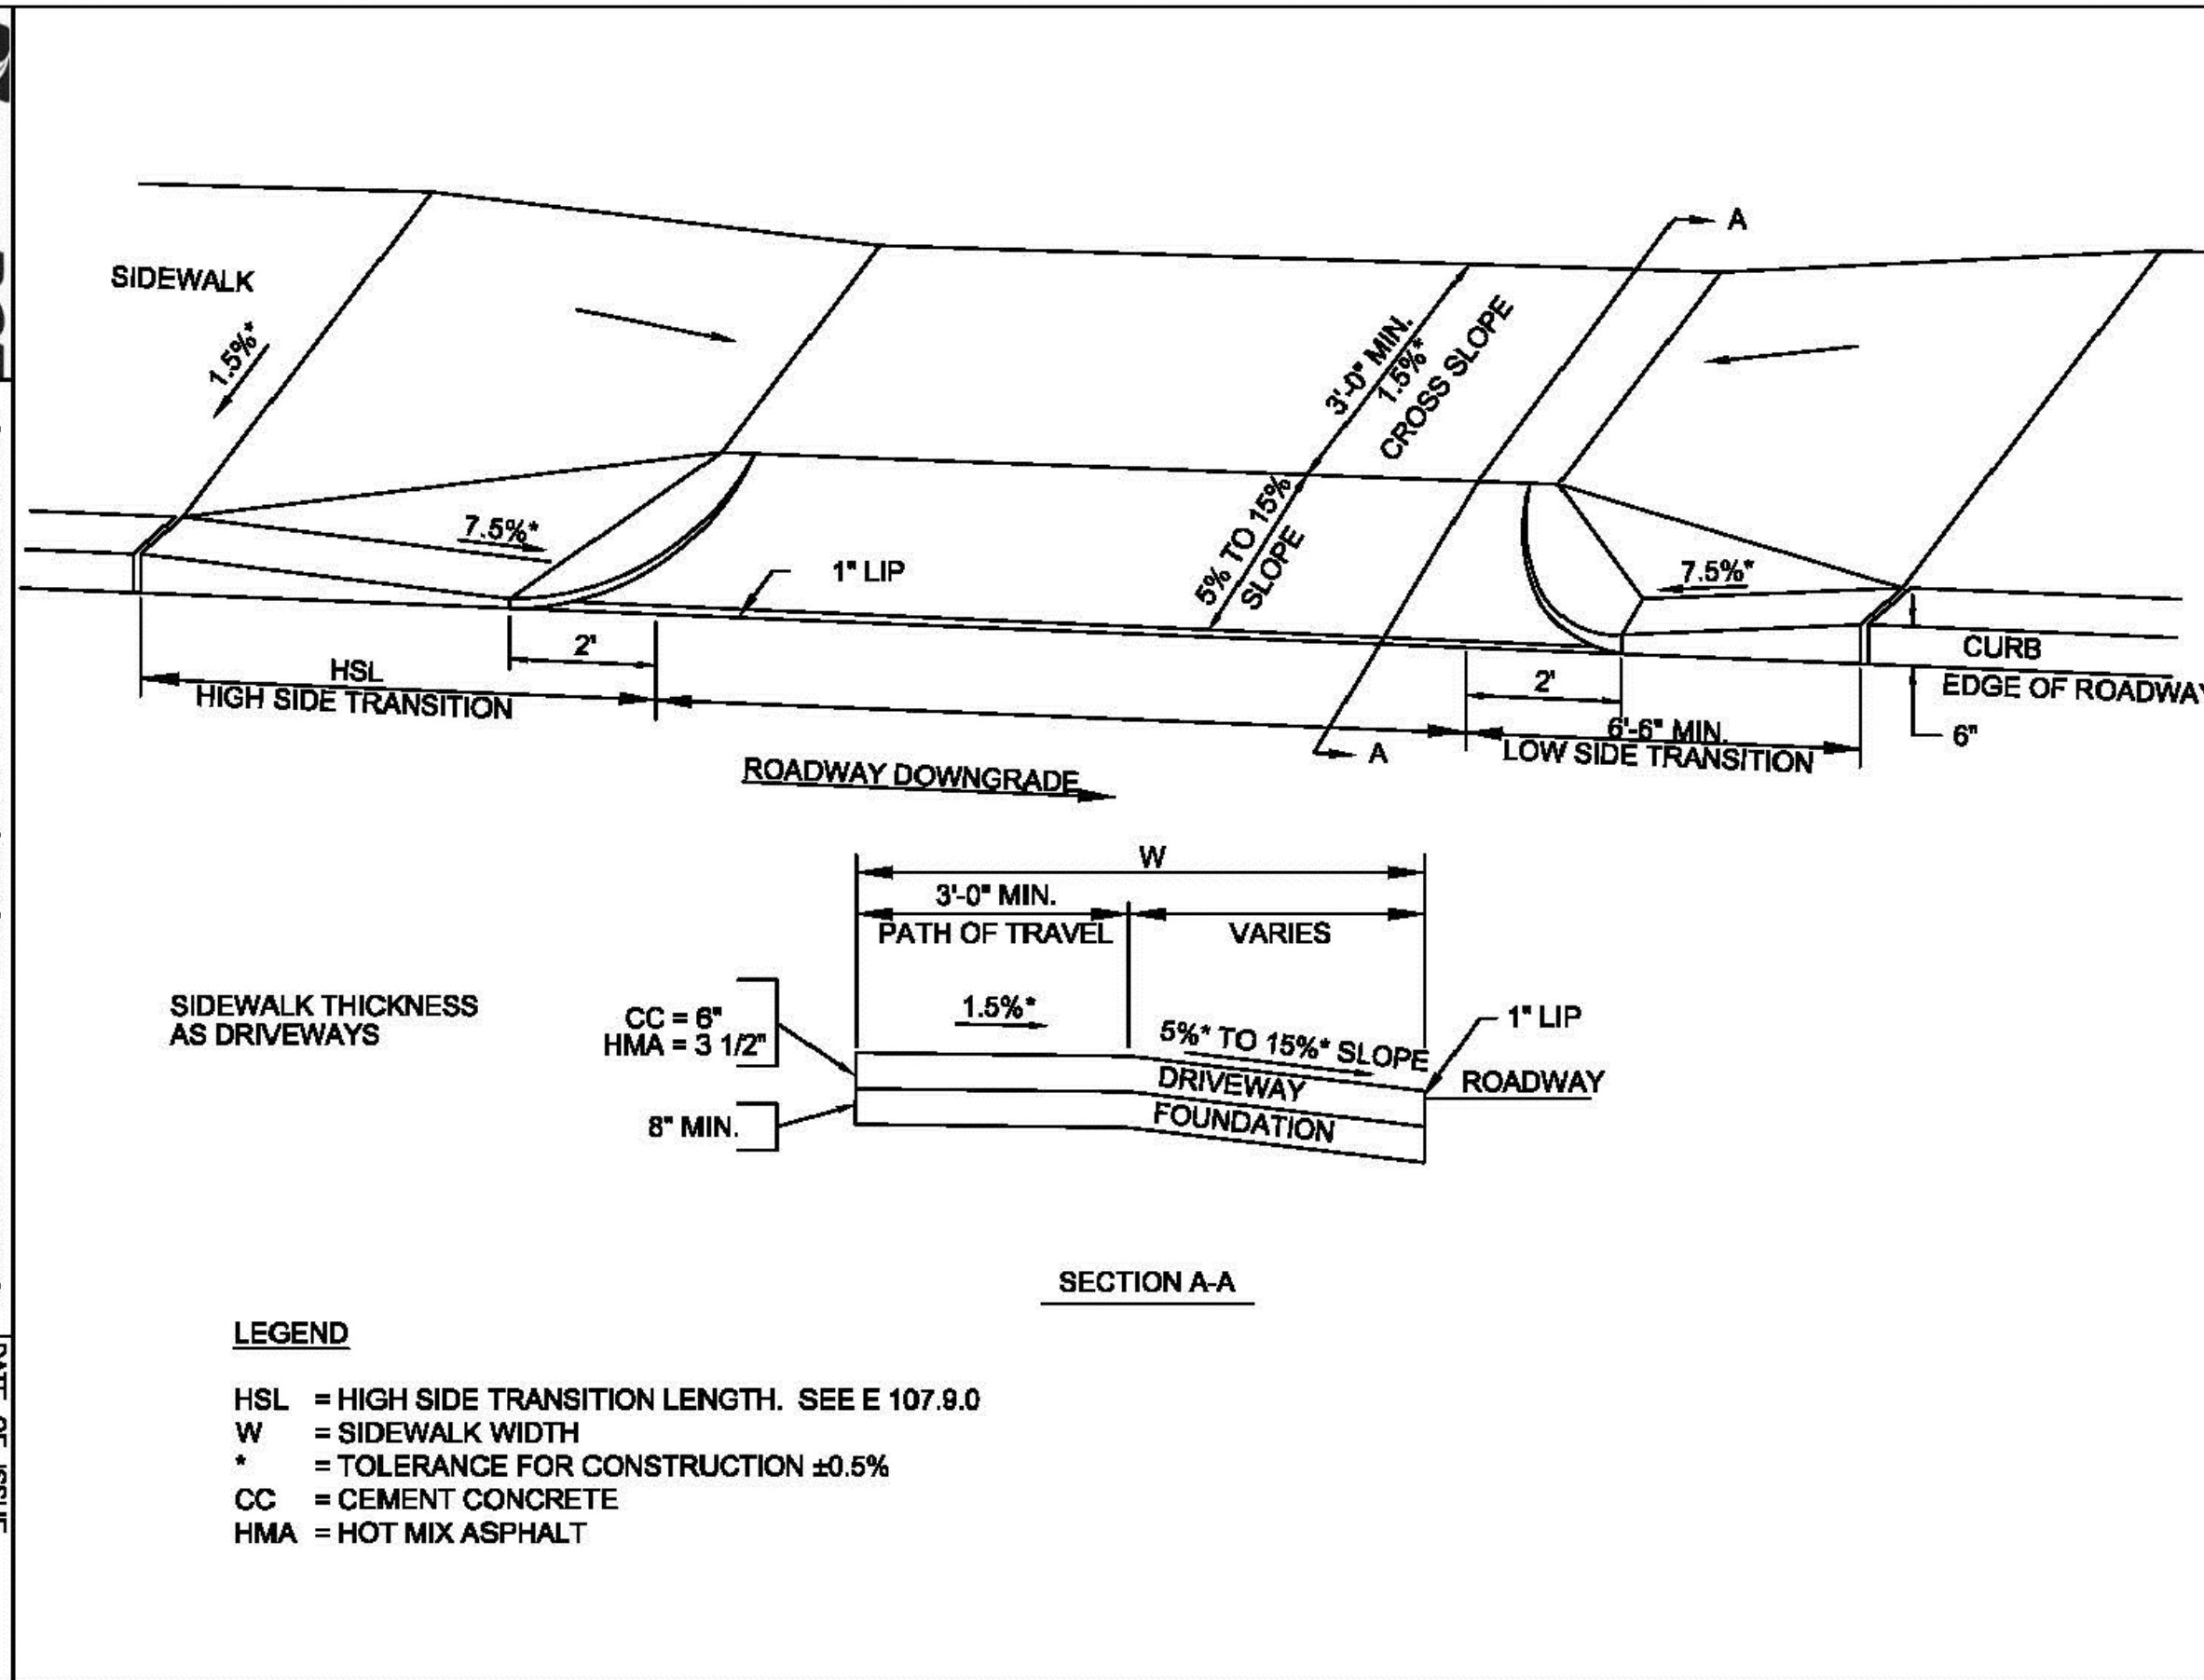 SIDEWALK
1.5%*
A
3'-0" MIN.
1.5%*
CROSS SLOPE
5% TO 15%
SLOPE
7.5%*
1" LIP
7.5%*
2'
HSL
HIGH SIDE TRANSITION
2'
6'-6" MIN.
LOW SIDE TRANSITION
CURB
EDGE OF ROADWAY
6"
A
ROADWAY DOWNGRADE
W
3'-0" MIN.
PATH OF TRAVEL
VARIES
SIDEWALK THICKNESS
AS DRIVEWAYS
CC = 6"
HMA = 3 1/2"
8" MIN.
1.5%*
5%* TO 15%* SLOPE
1" LIP
ROADWAY
DRIVEWAY
FOUNDATION
SECTION A-A
LEGEND
HSL = HIGH SIDE TRANSITION LENGTH. SEE E 107.9.0
W = SIDEWALK WIDTH
* = TOLERANCE FOR CONSTRUCTION ±0.5%
CC = CEMENT CONCRETE
HMA = HOT MIX ASPHALT